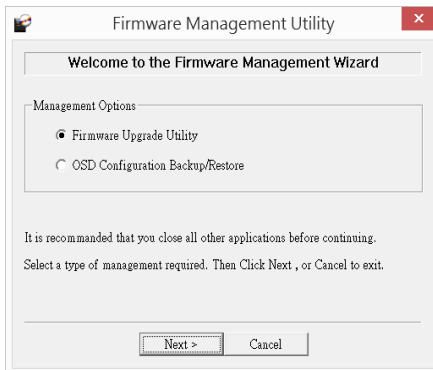 Firmware Management Utility
Welcome to the Firmware Management Wizard
Management Options
Firmware Upgrade Utility
OSD Configuration Backup/Restore
It is recommanded that you close all other applications before continuing.
Select a type of management required. Then Click Next , or Cancel to exit.
Next >
Cancel